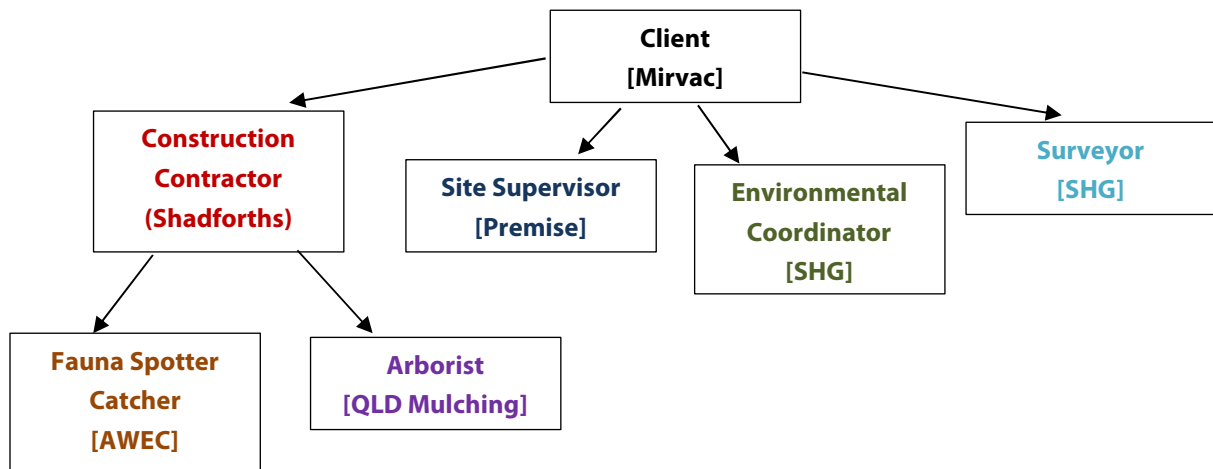 Client
[Mirvac]
Construction
Contractor
(Shadforths)
Site Supervisor
[Premise]
Environmental
Coordinator
[SHG]
Surveyor
[SHG]
Fauna Spotter
Catcher
[AWEC]
Arborist
[QLD Mulching]